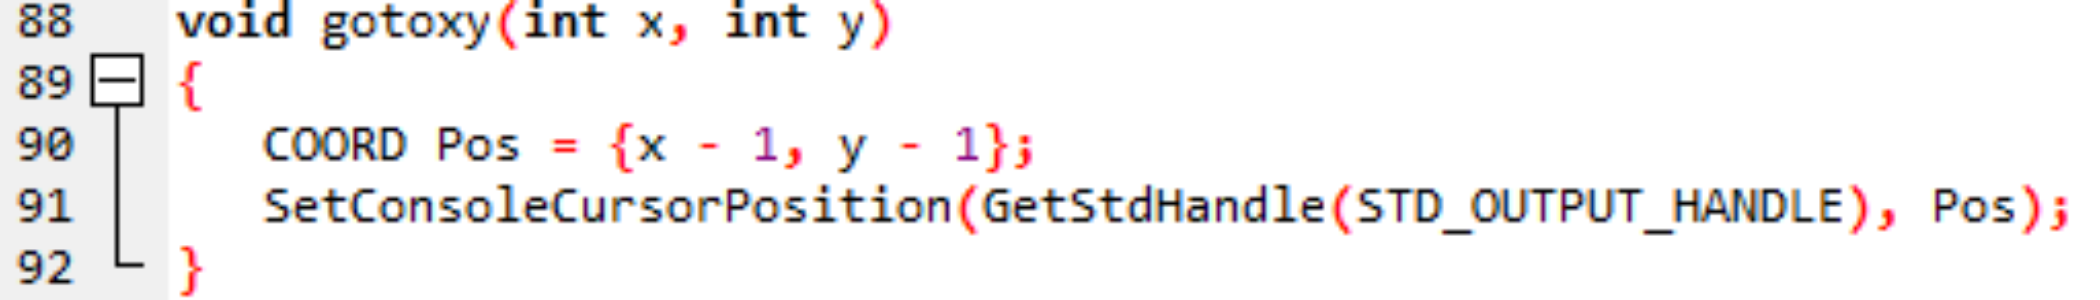 88 void gotoxy(int x, int y)
89 {
90 COORD Pos = {x - 1, y - 1};
91 SetConsoleCursorPosition(GetStdHandle(STD_OUTPUT_HANDLE), Pos);
92 }